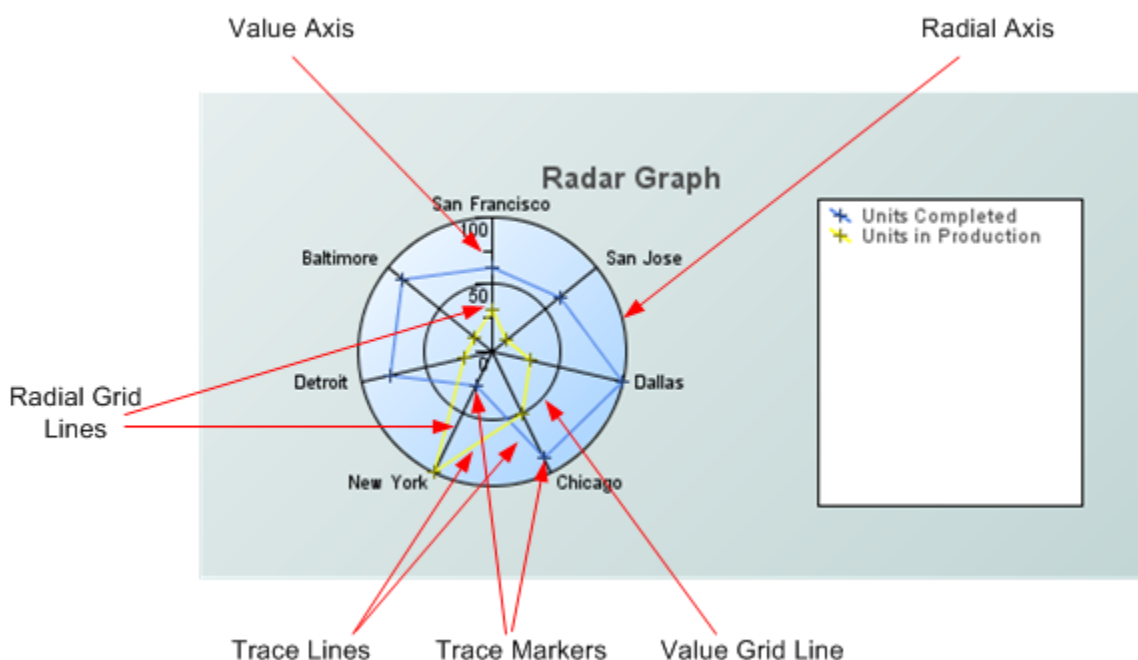 Value Axis
Radial Axis
Radar Graph
San Francisco
100
Units Completed
Units in Production
Baltimore
San Jose
50
0
Detroit
Dallas
Radial Grid
Lines
New York
Chicago
Trace Lines
Trace Markers
Value Grid Line